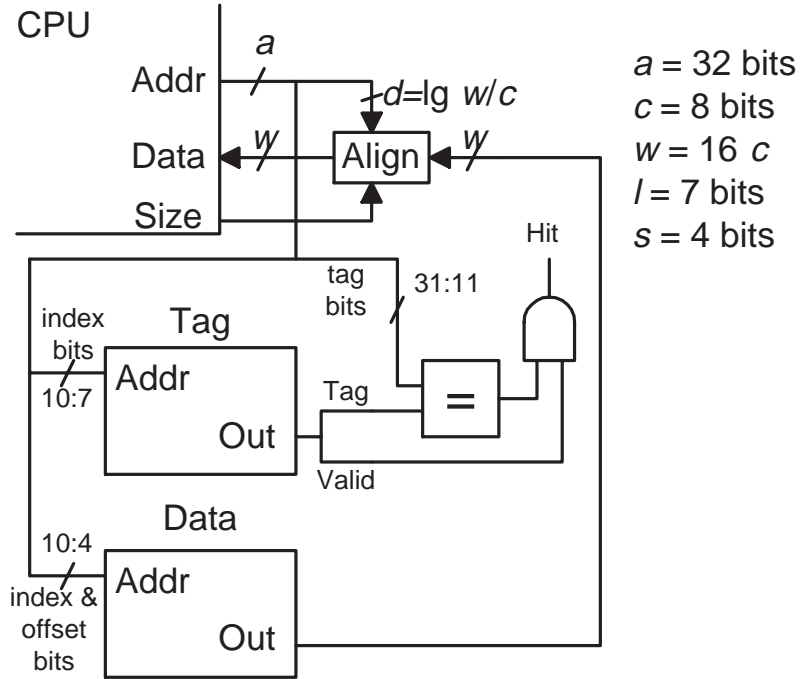 CPU
a
Addr
d=lg w/c
w
w
Data
Align
Size
a = 32 bits
c = 8 bits
w = 16 c
l = 7 bits
s = 4 bits
Hit
tag
bits
31:11
index
bits
10:7
Tag
Addr
Out
Tag
=
Valid
Data
10:4
index &
offset
bits
Addr
Out